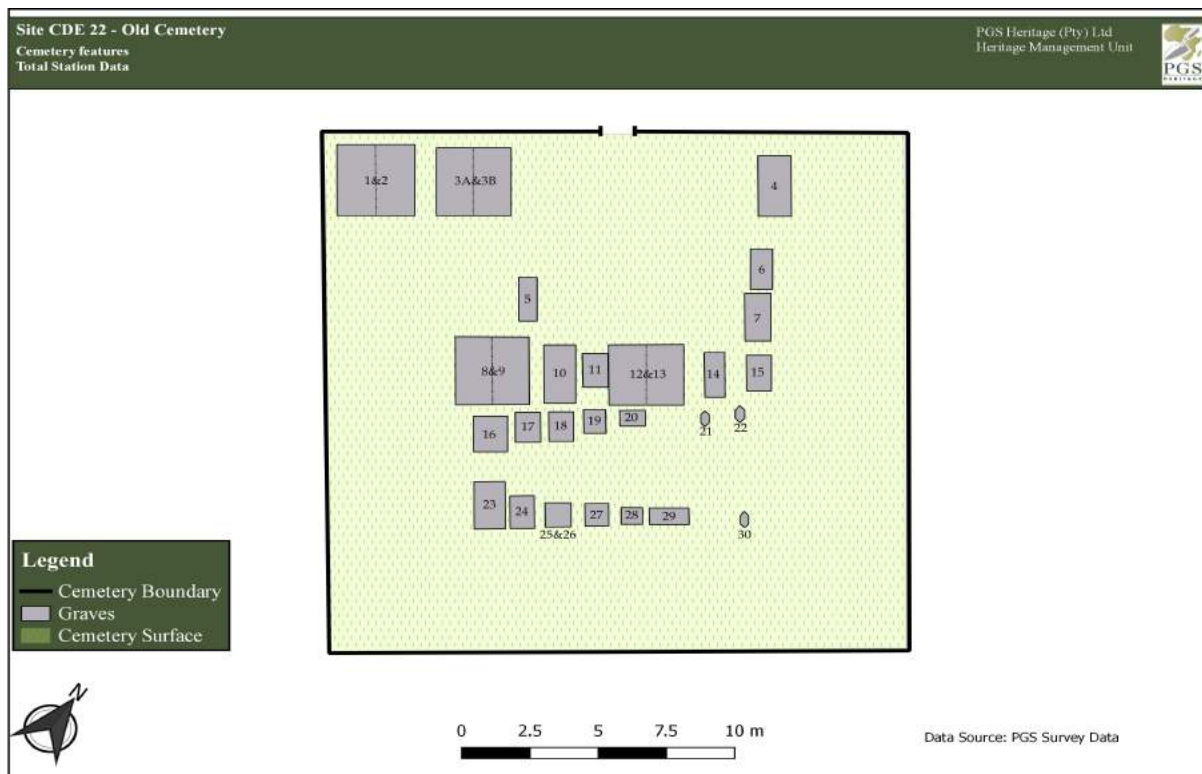 Site CDE 22 - Old Cemetery
Cemetery features
Total Station Data
PGS Heritage (Pty) Ltd
Heritage Management Unit
PGS
HERITAGE
1&2
3A&3B
4
6
5
7
8&9
10
11
12&13
14
15
16
17
18
19
20
21
22
23
24
25&26
27
28
29
30
Legend
Cemetery Boundary
Graves
Cemetery Surface
N
0 2.5 5 7.5 10 m
Data Source: PGS Survey Data